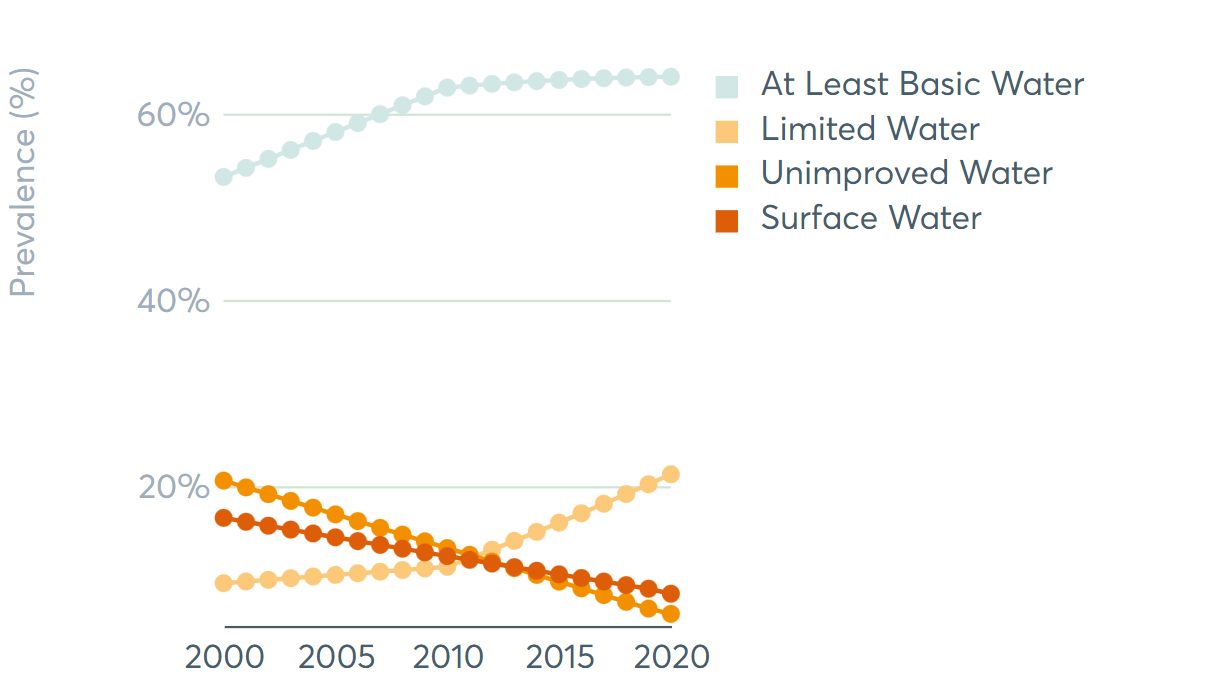 Prevalence (%)
60%
40%
20%
2000 2005 2010 2015 2020
At Least Basic Water
Limited Water
Unimproved Water
Surface Water